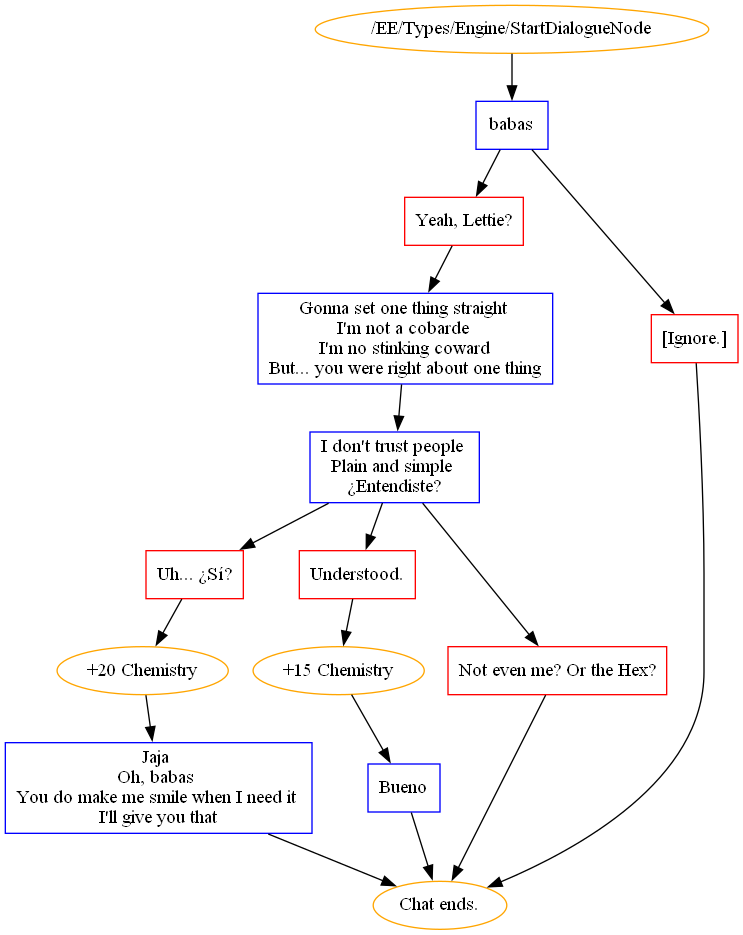 /EE/Types/Engine/StartDialogueNode
babas
Yeah, Lettie?
Gonna set one thing straight
I'm not a cobarde
I'm no stinking coward
But... you were right about one thing
[Ignore.]
I don't trust people
Plain and simple
¿Entendiste?
Uh... ¿Sí?
Understood.
+20 Chemistry
+15 Chemistry
Not even me? Or the Hex?
Jaja
Oh, babas
You do make me smile when I need it
I'll give you that
Bueno
Chat ends.